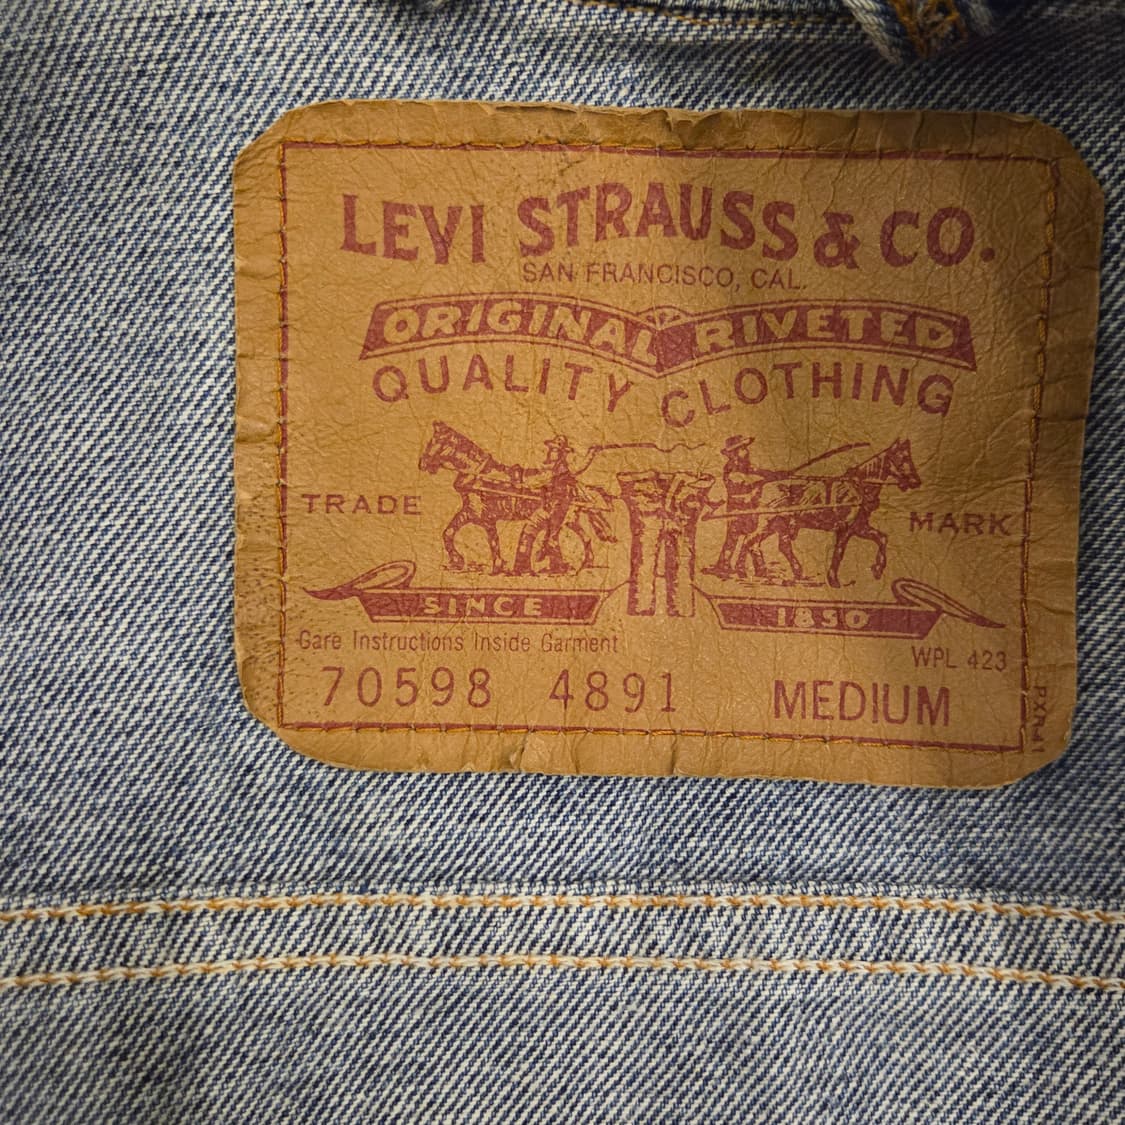 LEVI STRAUSS & CO.
SAN FRANCISCO, CAL.
ORIGINAL RIVETED
QUALITY CLOTHING
TRADE MARK
SINCE 1850
Care Instructions Inside Garment
WPL 423
70598 4891 MEDIUM